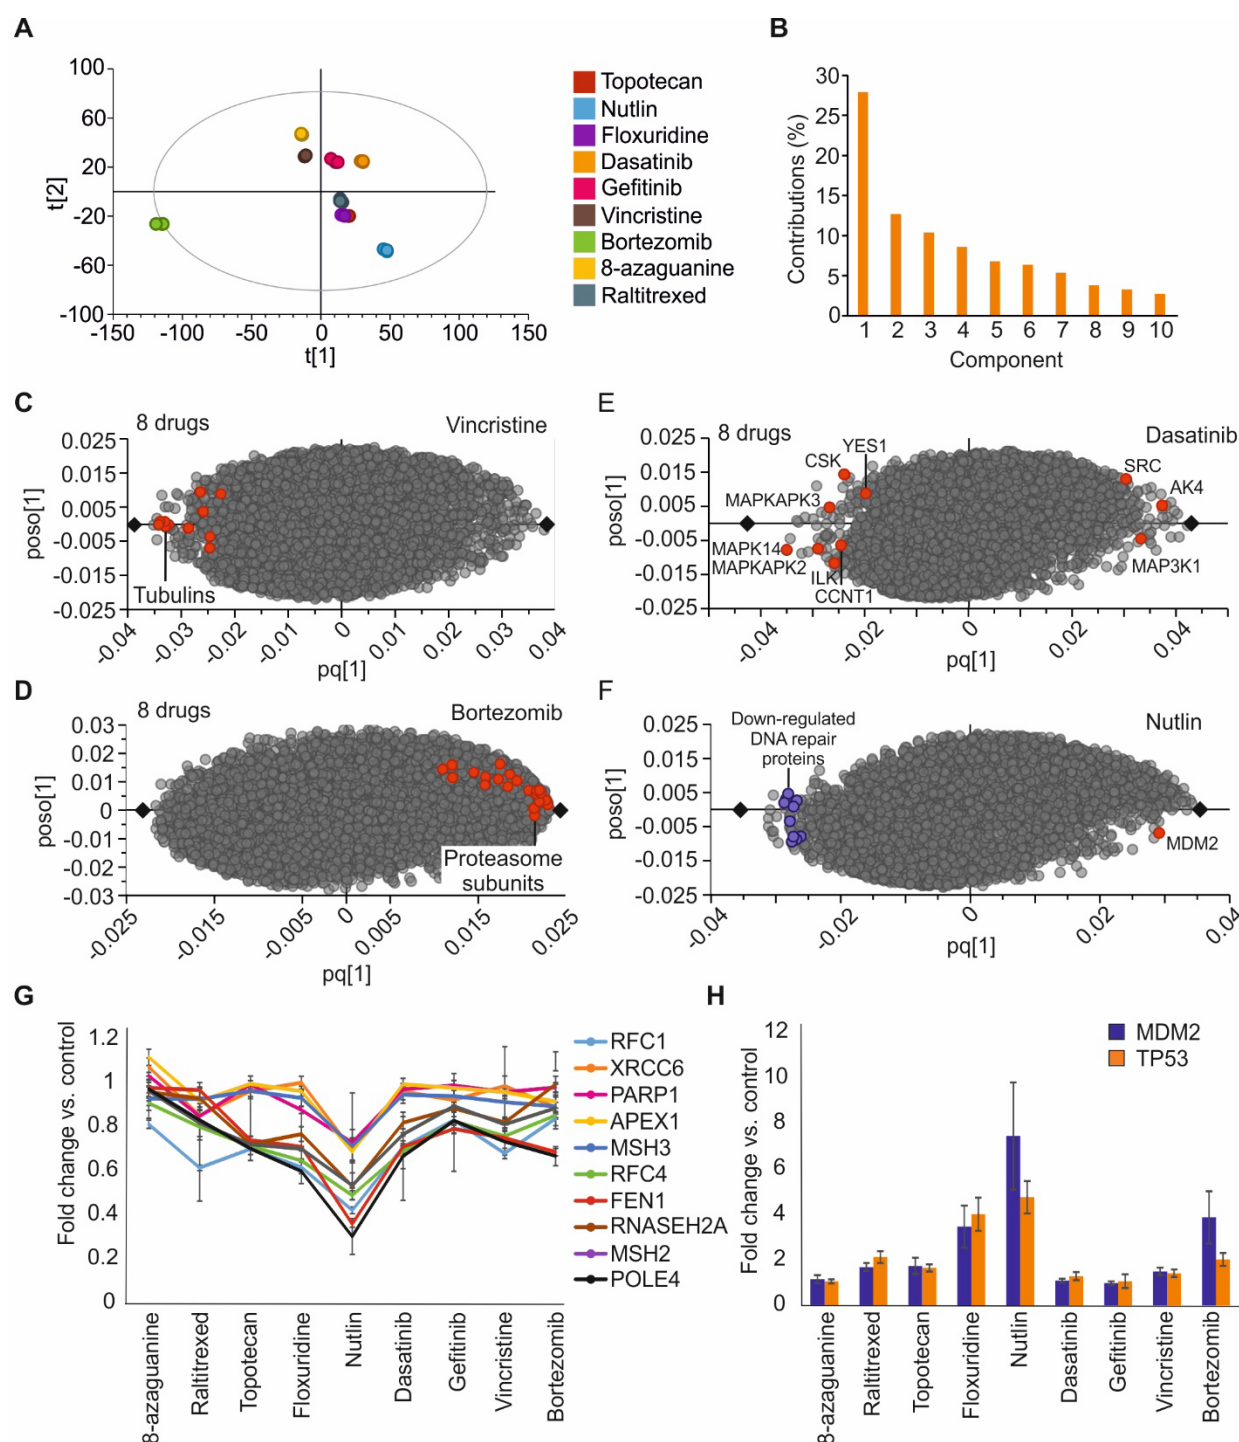 A
t[2]
100
60
20
-20
-60
-100
-150
-100
-50
0
50
100
150
t[1]
Topotecan
Nutlin
Floxuridine
Dasatinib
Gefitinib
Vincristine
Bortezomib
8-azaguanine
Raltitrexed
B
Contributions (%)
30
25
20
15
10
5
0
1 2 3 4 5 6 7 8 9 10
Component
C
8 drugs
Vincristine
poso[1]
0.025
0.015
0.005
-0.005
-0.015
-0.025
Tubulins
-0.04
-0.03
-0.02
-0.01
0
0.01
0.02
0.03
0.04
pq[1]
E
8 drugs
Dasatinib
poso[1]
0.025
0.015
0.005
-0.005
-0.015
-0.025
YES1
CSK
SRC
AK4
MAPKAPK3
MAPK14
MAPKAPK2
ILK
CCNT1
MAP3K1
-0.04
-0.02
0
0.02
0.04
pq[1]
D
8 drugs
Bortezomib
poso[1]
0.03
0.02
0.01
0
-0.01
-0.02
-0.03
Proteasome
subunits
-0.025
-0.015
-0.005
0
0.005
0.015
0.025
pq[1]
F
Down-regulated
DNA repair
proteins
Nutlin
poso[1]
0.025
0.015
0.005
-0.005
-0.015
-0.025
MDM2
-0.04
-0.02
0
0.02
0.04
pq[1]
G
Fold change vs. control
1.2
1
0.8
0.6
0.4
0.2
0
8-azaguanine
Raltitrexed
Topotecan
Floxuridine
Nutlin
Dasatinib
Gefitinib
Vincristine
Bortezomib
RFC1
XRCC6
PARP1
APEX1
MSH3
RFC4
FEN1
RNASEH2A
MSH2
POLE4
H
Fold change vs. control
12
10
8
6
4
2
0
MDM2
TP53
8-azaguanine
Raltitrexed
Topotecan
Floxuridine
Nutlin
Dasatinib
Gefitinib
Vincristine
Bortezomib